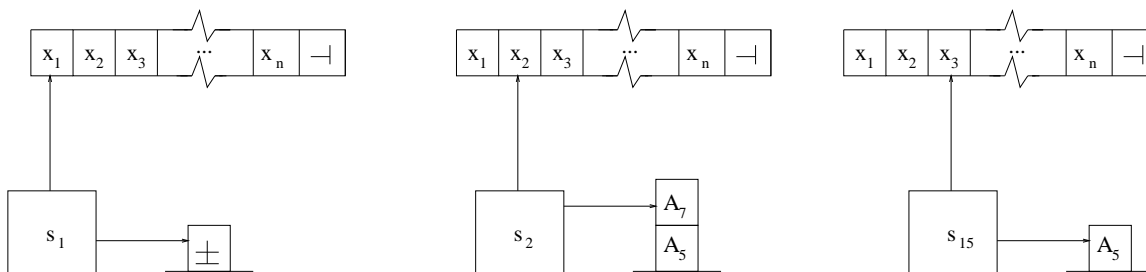 x1 x2 x3 ... xn ⊣
x1 x2 x3 ... xn ⊣
x1 x2 x3 ... xn ⊣
s1 ⊥
s2 A7
A5
s15 A5